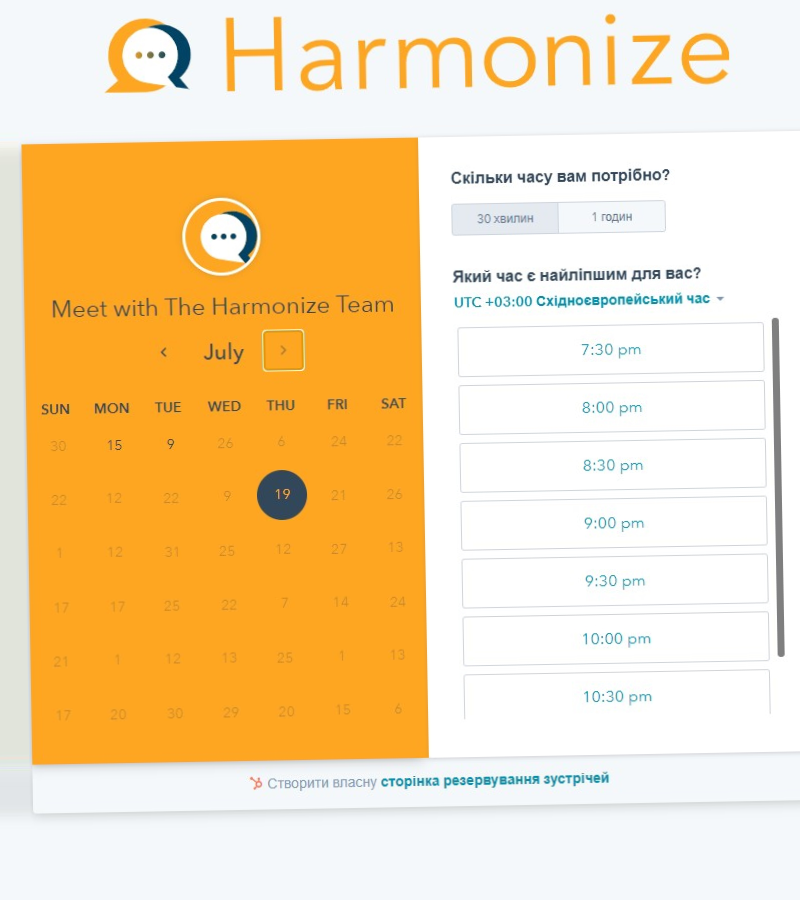 Harmonize
Meet with The Harmonize Team
July
SUN MON TUE WED THU FRI SAT
30 15 9 26 6 24 22
22 12 22 9 19 21 26
1 12 31 25 12 27 13
17 17 25 22 7 14 24
21 1 12 13 25 1 13
17 20 30 29 20 15 6
Скільки часу вам потрібно?
30 хвилин 1 годин
Який час є найліпшим для вас?
UTC +03:00 Східноєвропейський час
7:30 pm
8:00 pm
8:30 pm
9:00 pm
9:30 pm
10:00 pm
10:30 pm
Створити власну сторінка резервування зустрічей